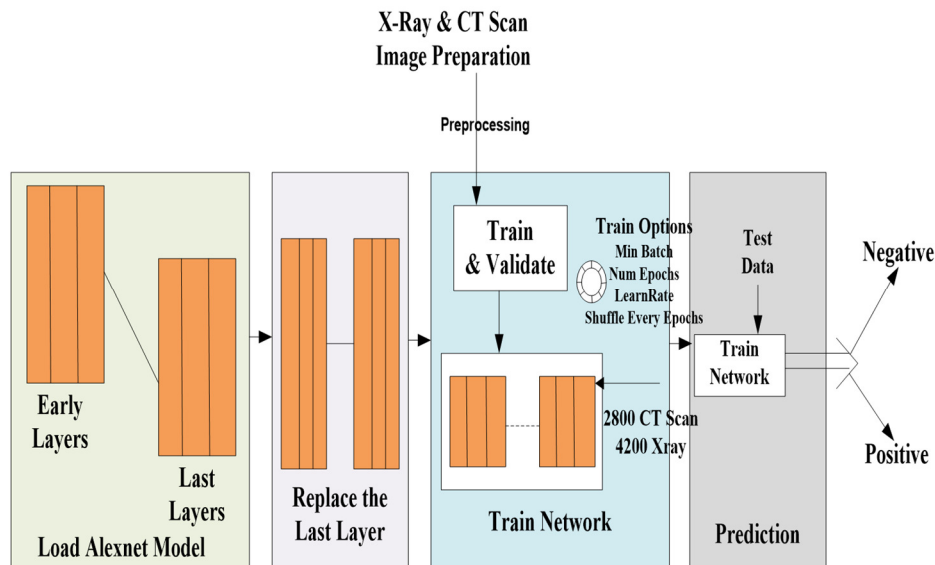 X-Ray & CT Scan
Image Preparation
Preprocessing
Early
Layers
Last
Layers
Load Alexnet Model
Replace the
Last Layer
Train
& Validate
Train Options
Min Batch
Num Epochs
LearnRate
Shuffle Every Epochs
2800 CT Scan
4200 Xray
Train Network
Test
Data
Train
Network
Prediction
Negative
Positive